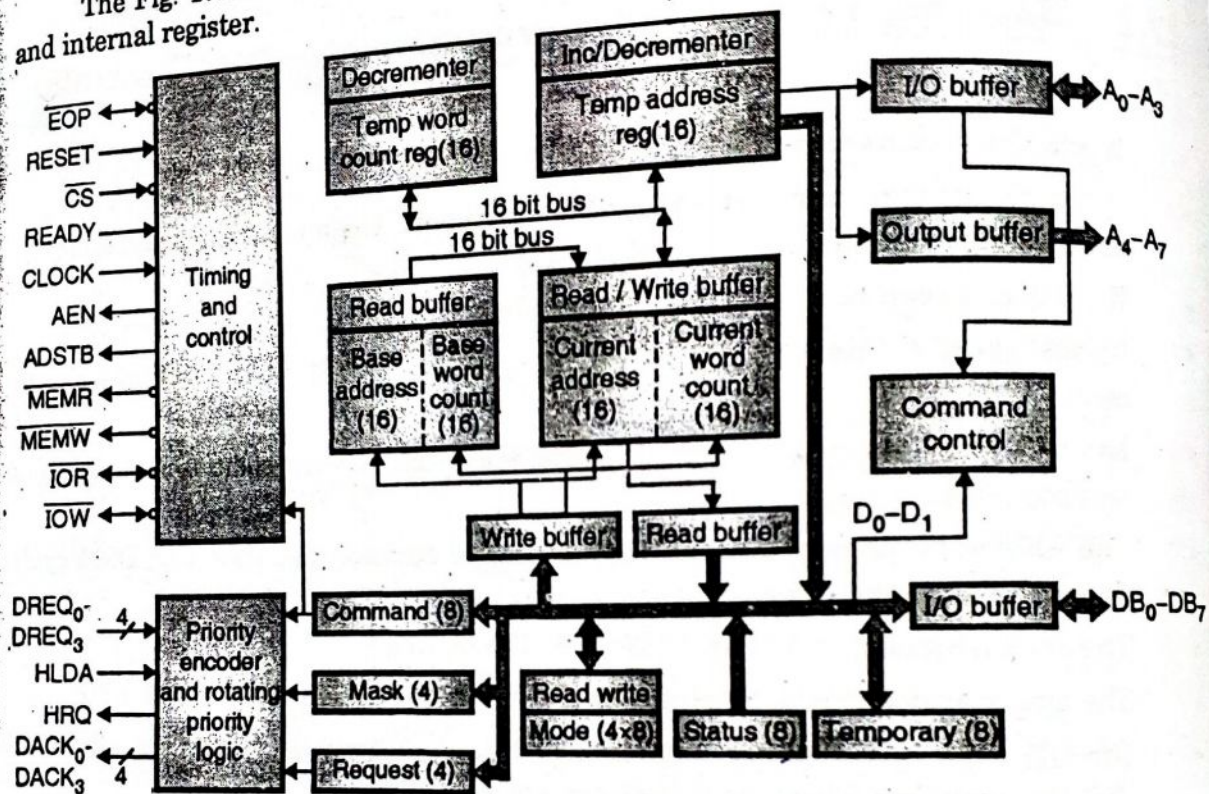 The Fig.
and internal register.
EOP
RESET
CS
READY
CLOCK
AEN
ADSTB
MEMR
MEMW
IOR
IOW
Timing
and
control
Decrementer
Temp word
count reg(16)
Inc/Decrementer
Temp address
reg(16)
16 bit bus
16 bit bus
Read buffer
Base
address
(16)
Base
word
count
(16)
Read / Write buffer
Current
address
(16)
Current
word
count
(16)
I/O buffer
A₀–A₃
Output buffer
A₄–A₇
Command
control
D₀–D₁
Write buffer
Read buffer
I/O buffer
DB₀–DB₇
DREQ₀-
DREQ₃
4
HLDA
HRQ
DACK₀-
DACK₃
4
Priority
encoder
and rotating
priority
logic
Command (8)
Mask (4)
Request (4)
Read write
Mode (4×8)
Status (8)
Temporary (8)